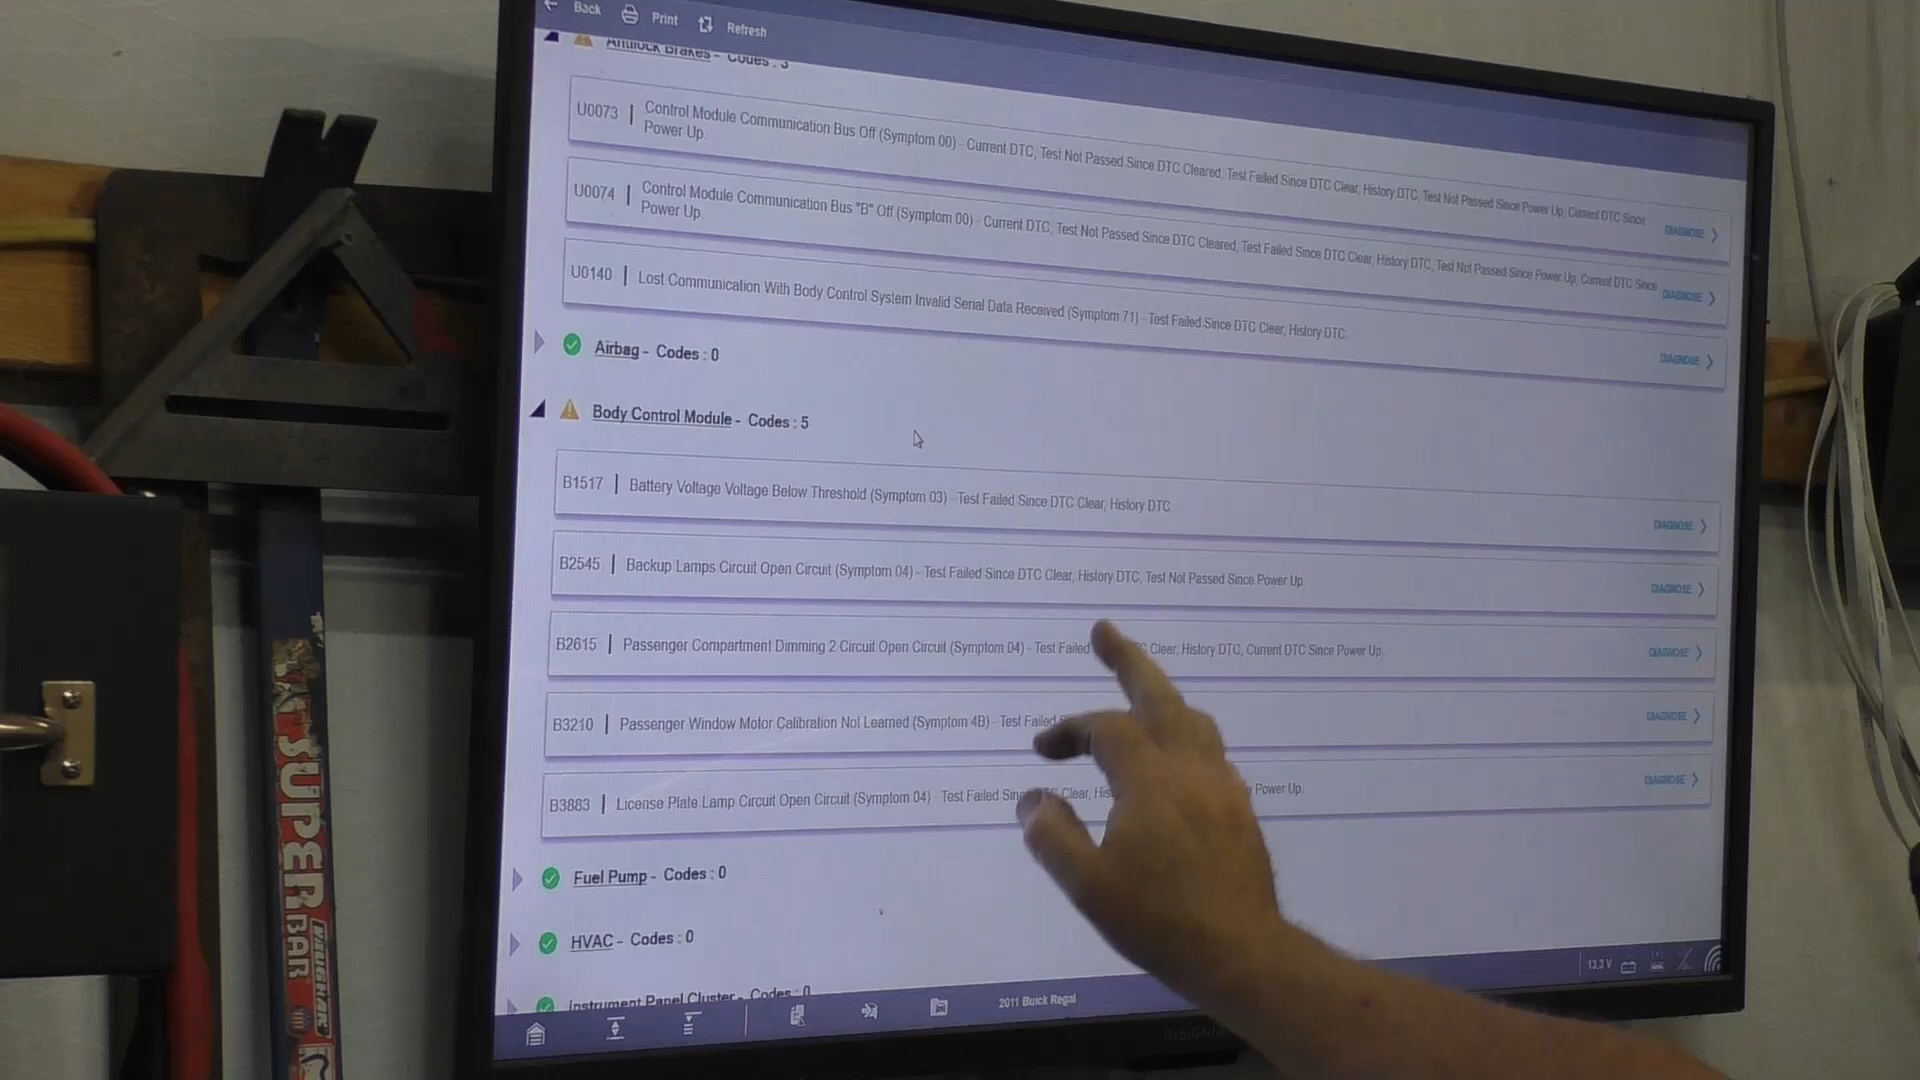 Back Print Refresh
Antilock Brakes - Codes : 3
U0073 | Control Module Communication Bus Off (Symptom 00) - Current DTC, Test Not Passed Since DTC Cleared, Test Failed Since DTC Clear, History DTC, Test Not Passed Since Power Up, Current DTC Since
Power Up.
DIAGNOSE
U0074 | Control Module Communication Bus "B" Off (Symptom 00) - Current DTC, Test Not Passed Since DTC Cleared, Test Failed Since DTC Clear, History DTC, Test Not Passed Since Power Up, Current DTC Since
Power Up.
DIAGNOSE
U0140 | Lost Communication With Body Control System Invalid Serial Data Received (Symptom 71) - Test Failed Since DTC Clear, History DTC.
DIAGNOSE
Airbag - Codes : 0
Body Control Module - Codes : 5
B1517 | Battery Voltage Voltage Below Threshold (Symptom 03) - Test Failed Since DTC Clear, History DTC.
DIAGNOSE
B2545 | Backup Lamps Circuit Open Circuit (Symptom 04) - Test Failed Since DTC Clear, History DTC, Test Not Passed Since Power Up.
DIAGNOSE
B2615 | Passenger Compartment Dimming 2 Circuit Open Circuit (Symptom 04) - Test Failed Clear, History DTC, Current DTC Since Power Up.
DIAGNOSE
B3210 | Passenger Window Motor Calibration Not Learned (Symptom 4B) - Test Failed
DIAGNOSE
B3883 | License Plate Lamp Circuit Open Circuit (Symptom 04) - Test Failed Since Clear, Power Up.
DIAGNOSE
Fuel Pump - Codes : 0
HVAC - Codes : 0
Instrument Panel Cluster - Codes : 0
13.3 V
2011 Buick Regal
INSIGNIA
SUPER
BAR
VAUGHAN